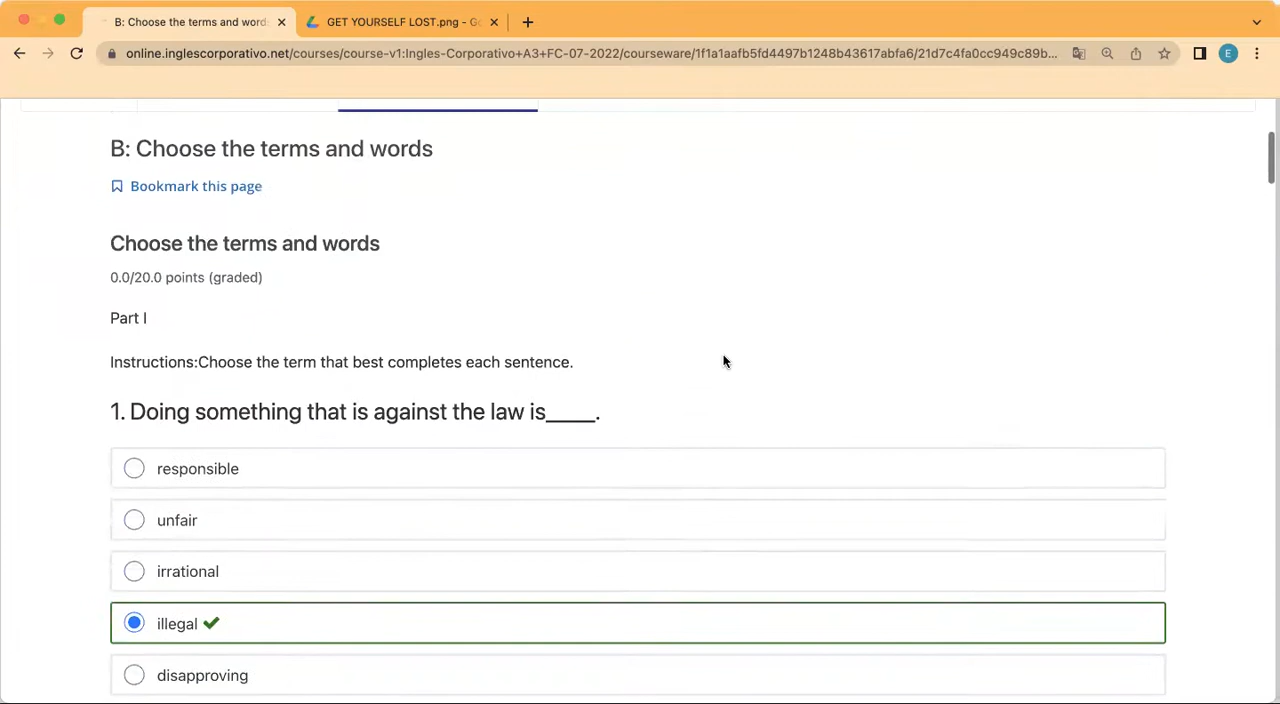 B: Choose the terms and word
GET YOURSELF LOST.png - Go
online.inglescorporativo.net/courses/course-v1:Ingles-Corporativo+A3+FC-07-2022/courseware/1f1a1aafb5fd4497b1248b43617abfa6/21d7c4fa0cc949c89b...
E
B: Choose the terms and words
Bookmark this page
Choose the terms and words
0.0/20.0 points (graded)
Part I
Instructions:Choose the term that best completes each sentence.
1. Doing something that is against the law is_____.
responsible
unfair
irrational
illegal
disapproving